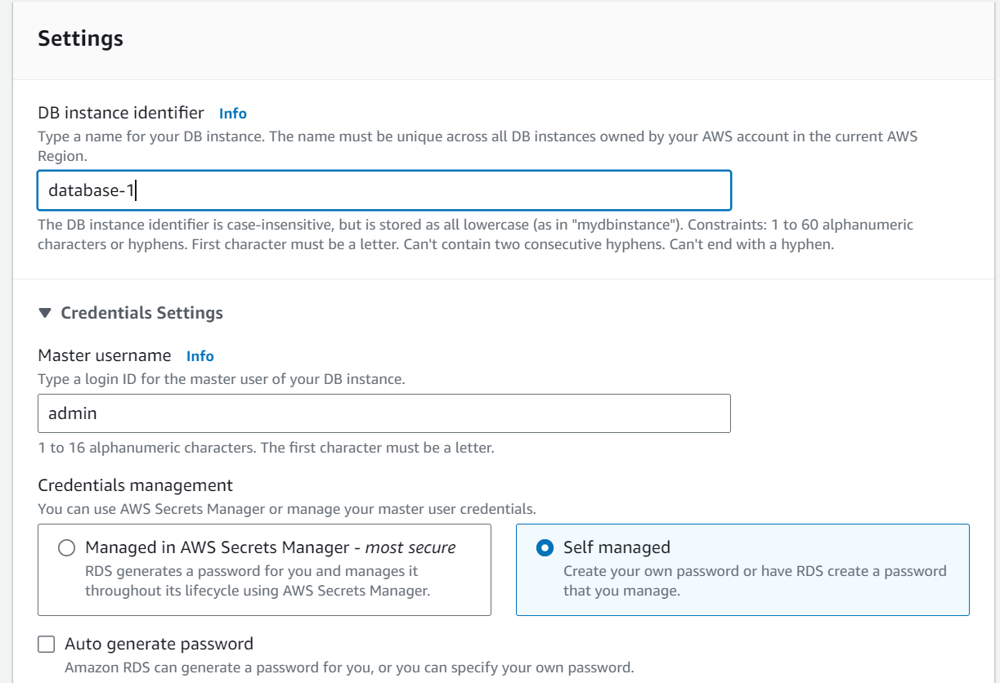 Settings
DB instance identifier Info
Type a name for your DB instance. The name must be unique across all DB instances owned by your AWS account in the current AWS
Region.
database-1
The DB instance identifier is case-insensitive, but is stored as all lowercase (as in "mydbinstance"). Constraints: 1 to 60 alphanumeric
characters or hyphens. First character must be a letter. Can't contain two consecutive hyphens. Can't end with a hyphen.
Credentials Settings
Master username Info
Type a login ID for the master user of your DB instance.
admin
1 to 16 alphanumeric characters. The first character must be a letter.
Credentials management
You can use AWS Secrets Manager or manage your master user credentials.
Managed in AWS Secrets Manager - most secure
RDS generates a password for you and manages it
throughout its lifecycle using AWS Secrets Manager.
Self managed
Create your own password or have RDS create a password
that you manage.
Auto generate password
Amazon RDS can generate a password for you, or you can specify your own password.